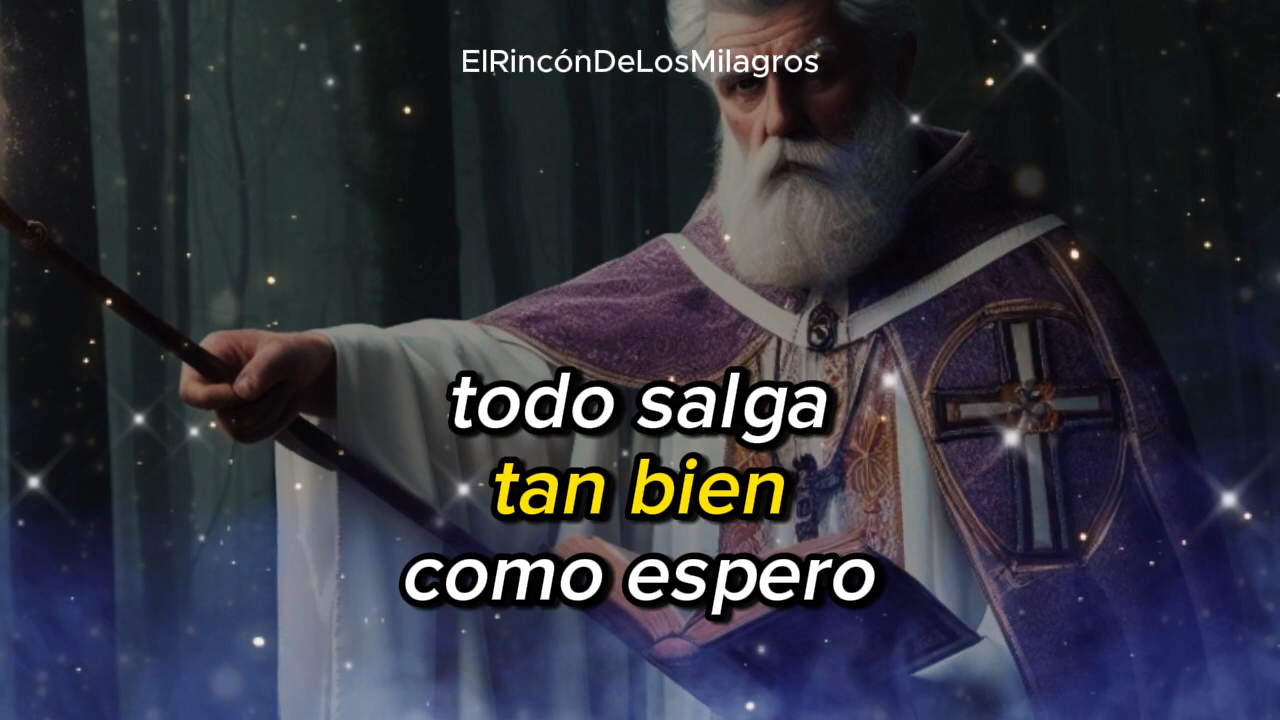 ElRincónDeLosMilagros
todo salga
tan bien
como espero